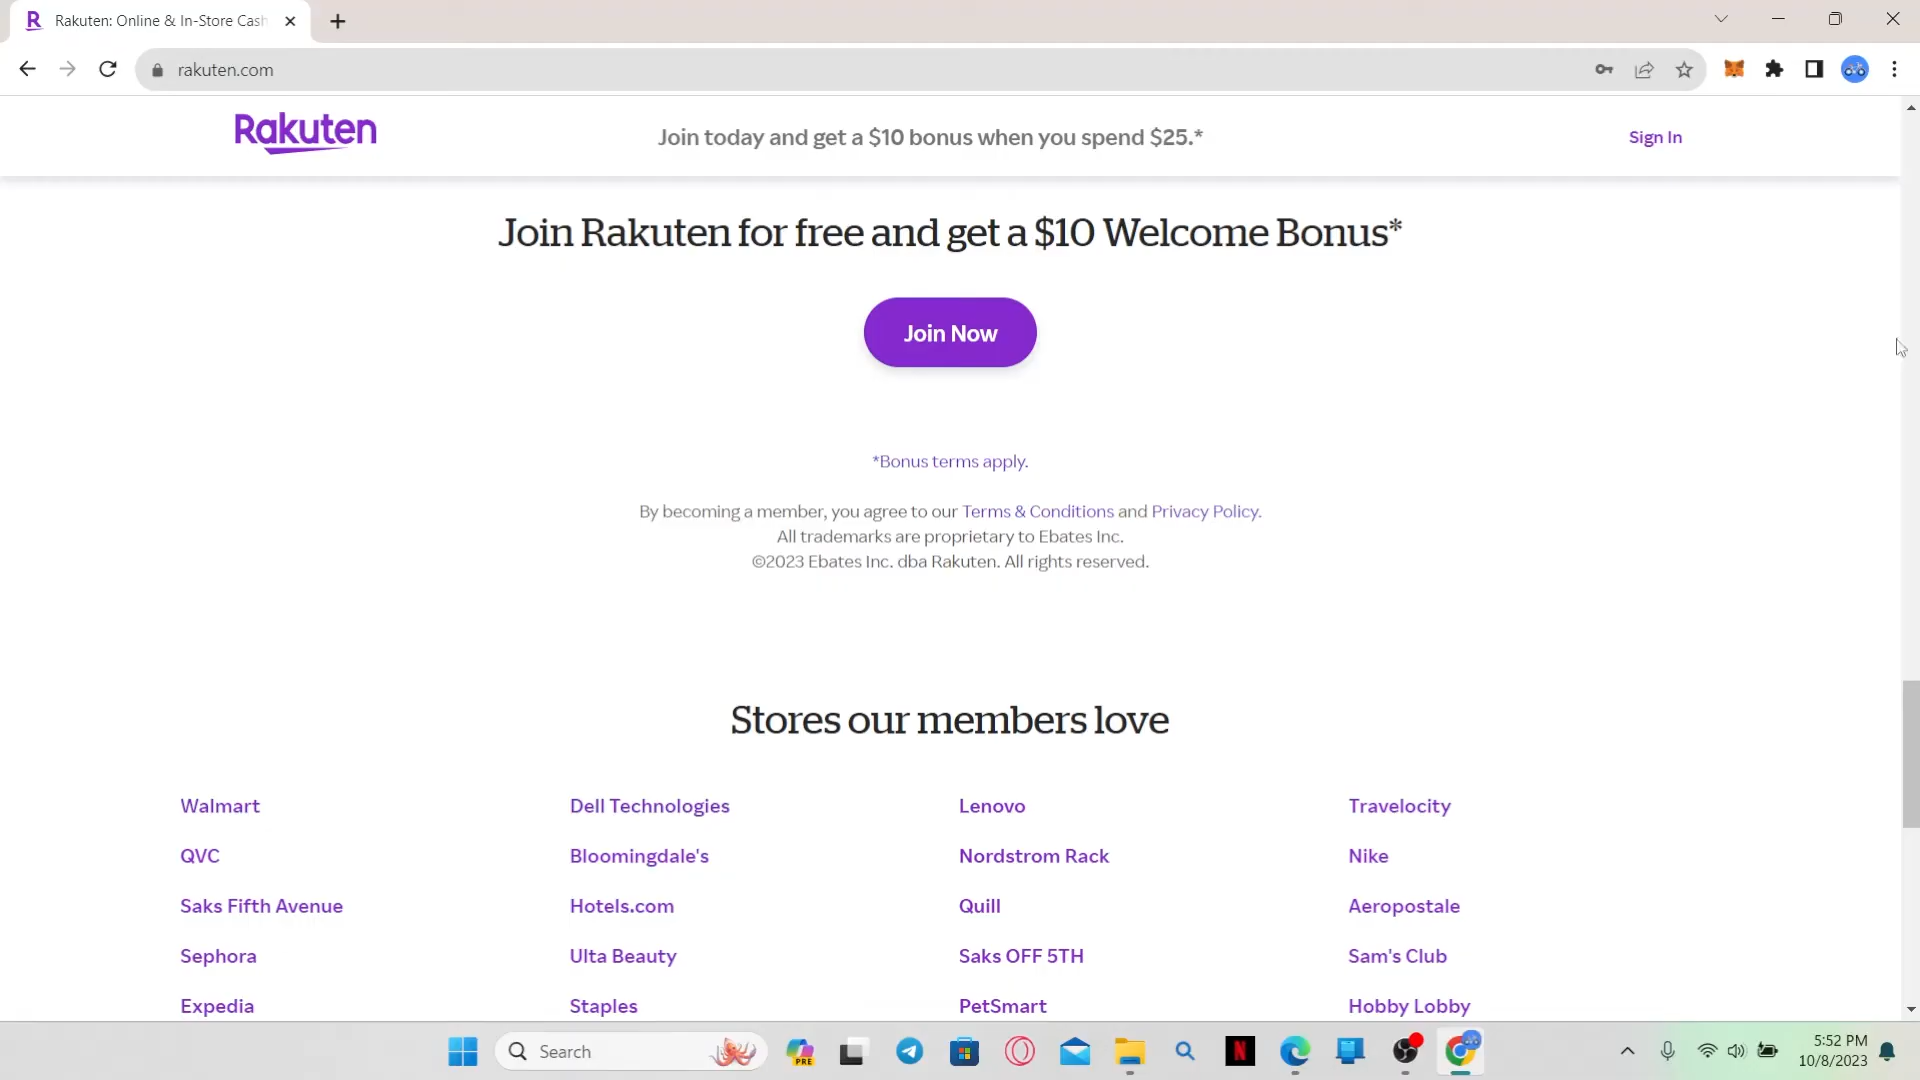 Rakuten: Online & In-Store Cash
rakuten.com
Rakuten
Join today and get a $10 bonus when you spend $25.*
Sign In
Join Rakuten for free and get a $10 Welcome Bonus*
Join Now
*Bonus terms apply.
By becoming a member, you agree to our Terms & Conditions and Privacy Policy.
All trademarks are proprietary to Ebates Inc.
©2023 Ebates Inc. dba Rakuten. All rights reserved.
Stores our members love
Walmart Dell Technologies Lenovo Travelocity
QVC Bloomingdale's Nordstrom Rack Nike
Saks Fifth Avenue Hotels.com Quill Aeropostale
Sephora Ulta Beauty Saks OFF 5TH Sam's Club
Expedia Staples PetSmart Hobby Lobby
Search
PRE
N
5:52 PM
10/8/2023